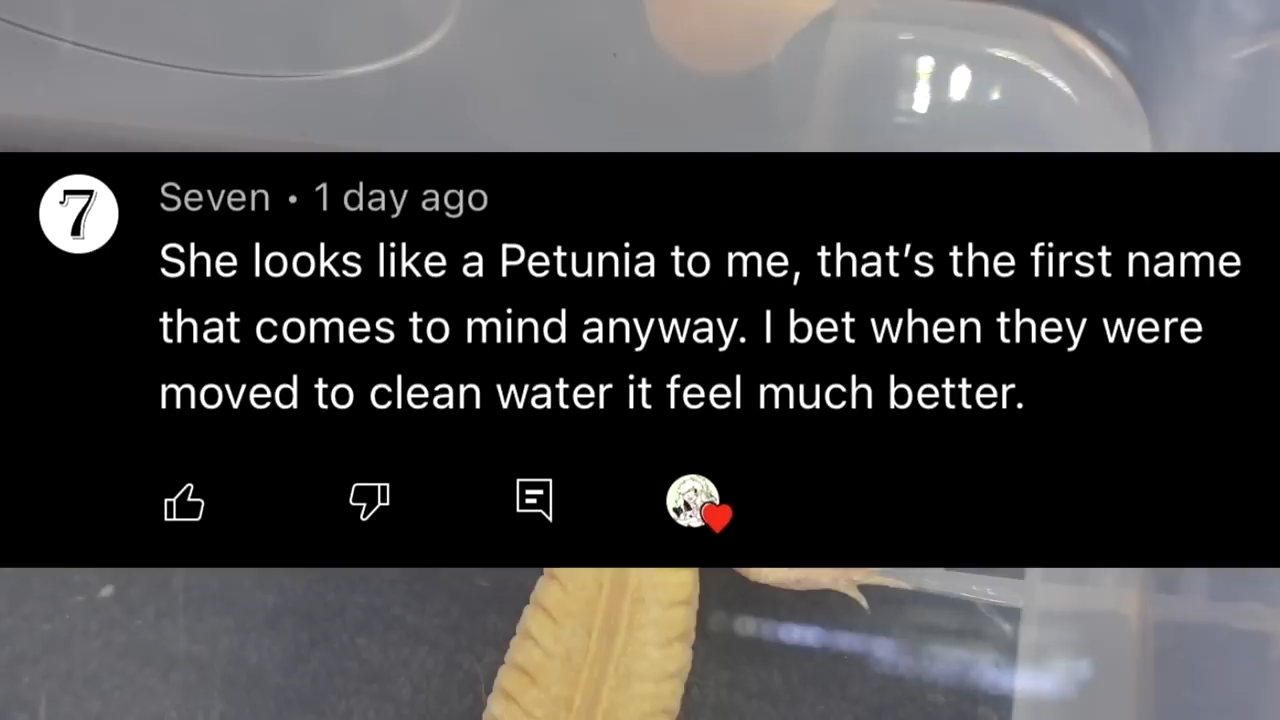 7
Seven • 1 day ago
She looks like a Petunia to me, that's the first name
that comes to mind anyway. I bet when they were
moved to clean water it feel much better.